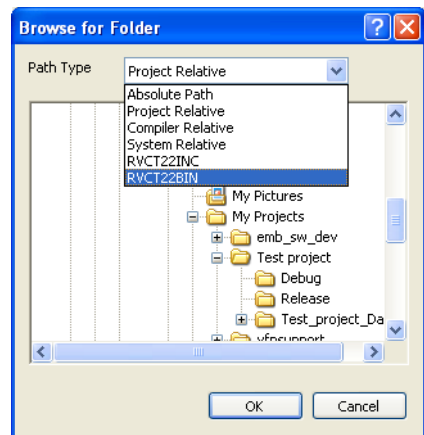 Browse for Folder
Path Type
Project Relative
Absolute Path
Project Relative
Compiler Relative
System Relative
RVCT22INC
RVCT22BIN
My Pictures
My Projects
emb_sw_dev
Test project
Debug
Release
Test_project_Da
vfpsupport
OK
Cancel